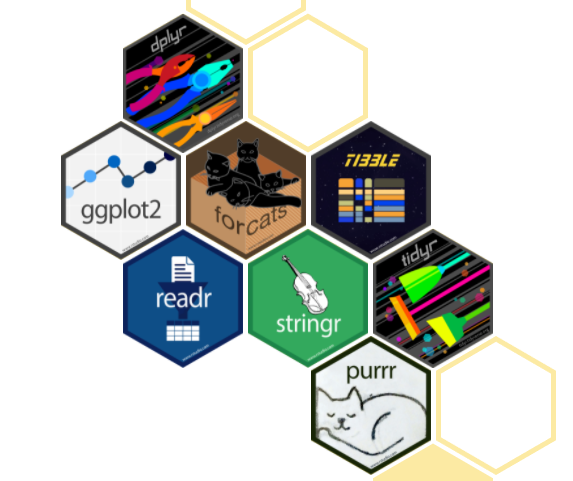 dplyr
ggplot2
forcats
TIBBLE
readr
stringr
tidyr
purrr